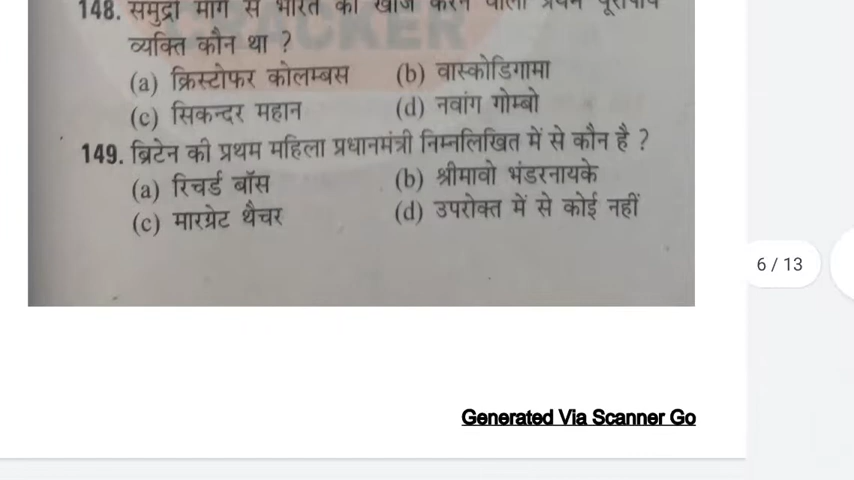 148. समुद्री मार्ग से भारत की खोज करने वाला प्रथम यूरोपीय
व्यक्ति कौन था ?
(a) क्रिस्टोफर कोलम्बस (b) वास्कोडिगामा
(c) सिकन्दर महान (d) नवांग गोम्बो
149. ब्रिटेन की प्रथम महिला प्रधानमंत्री निम्नलिखित में से कौन है ?
(a) रिचर्ड बॉस (b) श्रीमावो भंडरनायके
(c) मारग्रेट थैचर (d) उपरोक्त में से कोई नहीं
6 / 13
Generated Via Scanner Go